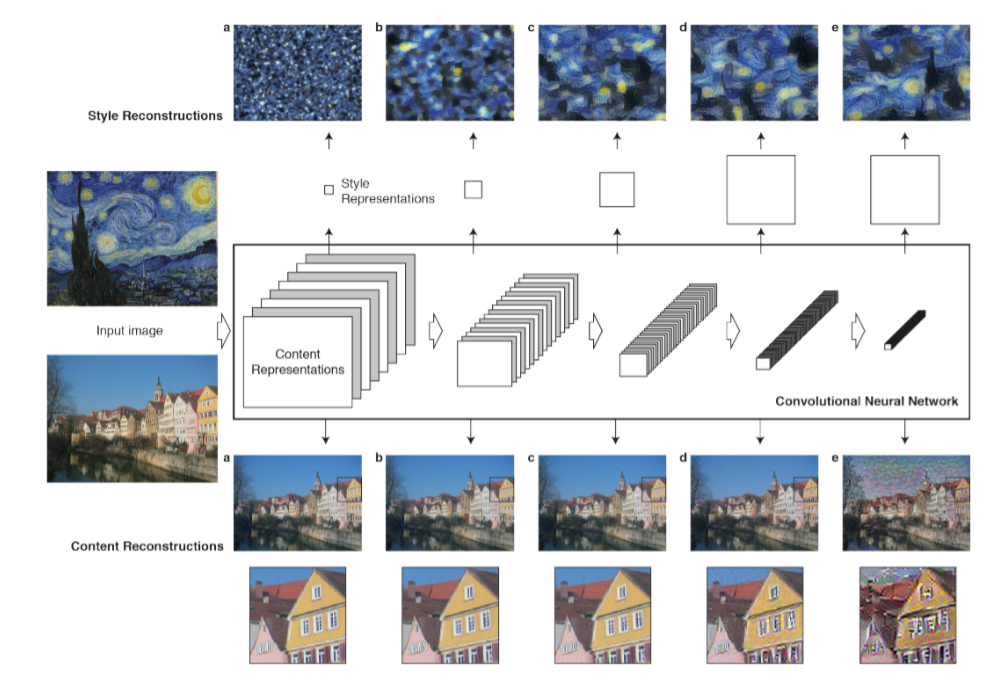 a
b
c
d
e
Style Reconstructions
Style
Representations
Input image
Content
Representations
Convolutional Neural Network
a
b
c
d
e
Content Reconstructions